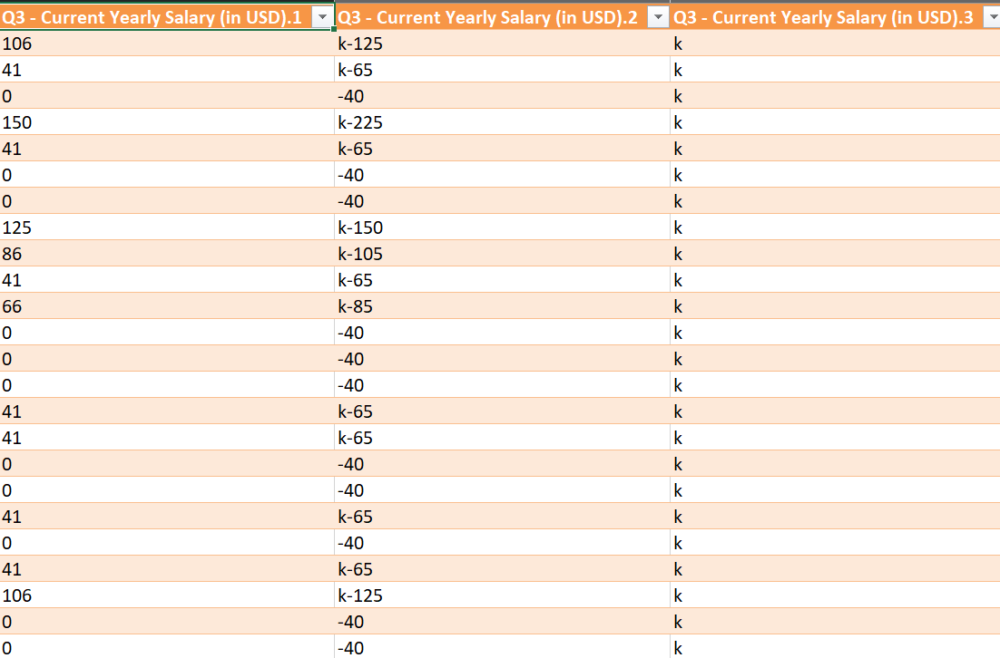 Q3 - Current Yearly Salary (in USD).1 Q3 - Current Yearly Salary (in USD).2 Q3 - Current Yearly Salary (in USD).3
106 k-125 k
41 k-65 k
0 -40 k
150 k-225 k
41 k-65 k
0 -40 k
0 -40 k
125 k-150 k
86 k-105 k
41 k-65 k
66 k-85 k
0 -40 k
0 -40 k
0 -40 k
41 k-65 k
41 k-65 k
0 -40 k
0 -40 k
41 k-65 k
0 -40 k
41 k-65 k
106 k-125 k
0 -40 k
0 -40 k